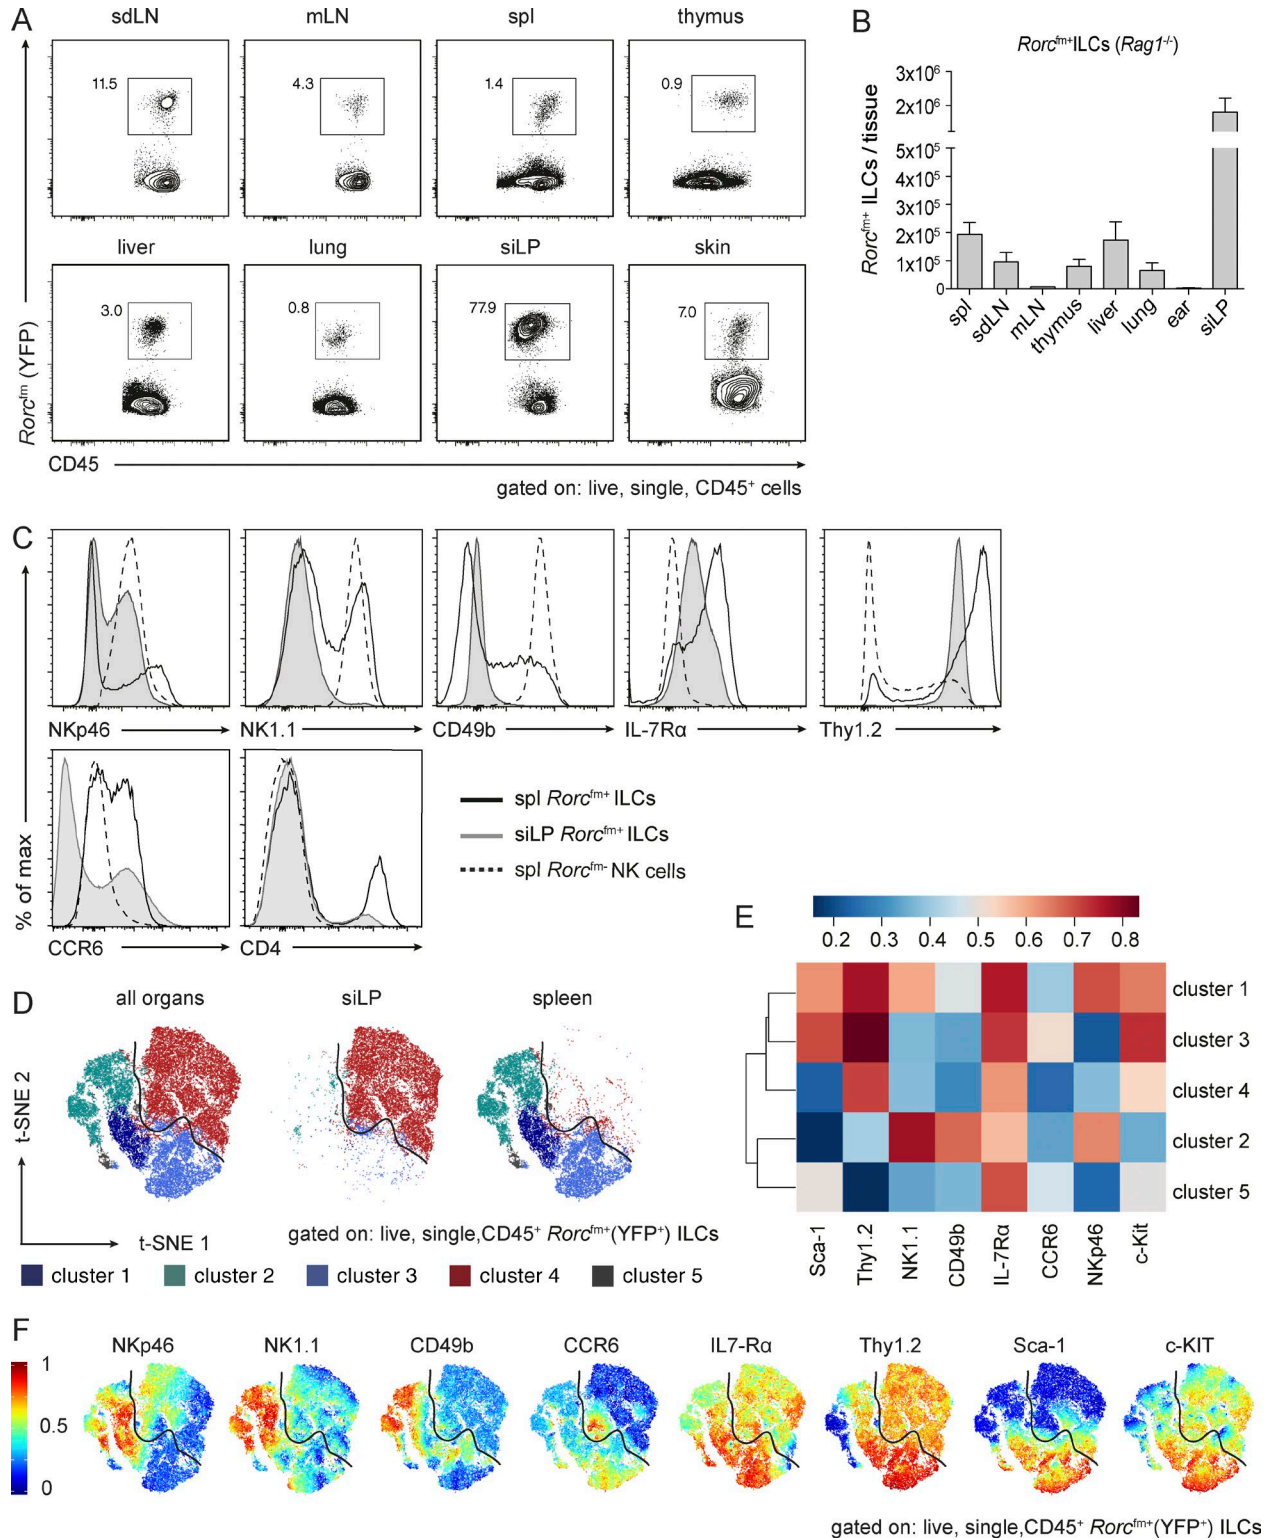 A
sdLN
mLN
spl
thymus
11.5
4.3
1.4
0.9
liver
lung
siLP
skin
3.0
0.8
77.9
7.0
Rorcᶠᵐ (YFP)
CD45
gated on: live, single, CD45⁺ cells
B
Rorcᶠᵐ⁺ILCs (Rag1⁻/⁻)
Rorcᶠᵐ⁺ ILCs / tissue
3x10⁶
2x10⁶
5x10⁵
4x10⁵
3x10⁵
2x10⁵
1x10⁵
0
spl
sdLN
mLN
thymus
liver
lung
ear
siLP
C
% of max
NKp46
NK1.1
CD49b
IL-7Rα
Thy1.2
CCR6
CD4
spl Rorcᶠᵐ⁺ ILCs
siLP Rorcᶠᵐ⁺ ILCs
spl Rorcᶠᵐ⁻ NK cells
D
all organs
siLP
spleen
t-SNE 2
t-SNE 1
gated on: live, single,CD45⁺ Rorcᶠᵐ⁺(YFP⁺) ILCs
cluster 1
cluster 2
cluster 3
cluster 4
cluster 5
E
0.2 0.3 0.4 0.5 0.6 0.7 0.8
cluster 1
cluster 3
cluster 4
cluster 2
cluster 5
Sca-1
Thy1.2
NK1.1
CD49b
IL-7Rα
CCR6
NKp46
c-Kit
F
NKp46
NK1.1
CD49b
CCR6
IL7-Rα
Thy1.2
Sca-1
c-KIT
1
0.5
0
gated on: live, single,CD45⁺ Rorcᶠᵐ⁺(YFP⁺) ILCs